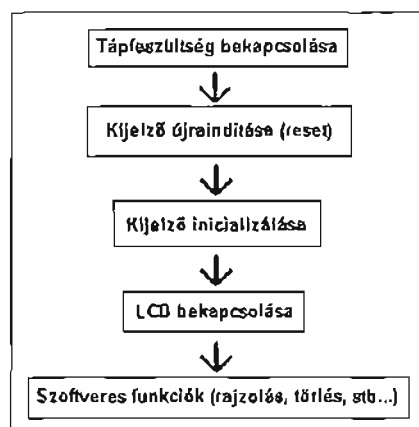 Tápfeszültség bekapcsolása
Kijelző újraindítása (reset)
Kijelző inicializálása
LCD bekapcsolása
Szoftveres funkciók (rajzolás, törlés, stb...)